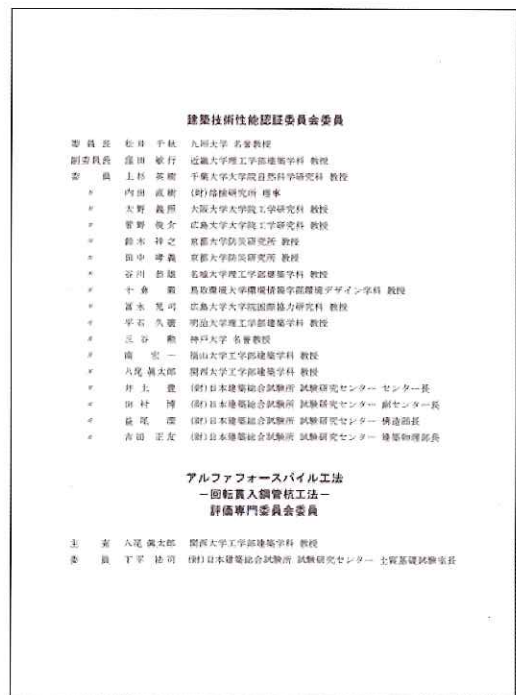 建築技術性能認証委員会委員
委員長 松井 千秋 九州大学 名誉教授
副委員長 窪田 敏行 近畿大学理工学部建築学科 教授
委 員 上杉 英樹 千葉大学大学院自然科学研究科 教授
〃 内田 直樹 (財)溶接研究所 理事
〃 大野 義照 大阪大学大学院工学研究科 教授
〃 菅野 俊介 広島大学大学院工学研究科 教授
〃 鈴木 祥之 京都大学防災研究所 教授
〃 田中 孝義 京都大学防災研究所 教授
〃 谷川 恭雄 名城大学理工学部建築学科 教授
〃 十倉 鳥取環境大学環境情報学部環境デザイン学科 教授
〃 冨永 晃司 広島大学大学院国際協力研究科 教授
〃 平石 久廣 明治大学理工学部建築学科 教授
〃 三谷 勲 神戸大学 名誉教授
〃 南 宏一 福山大学工学部建築学科 教授
〃 八尾 眞太郎 関西大学工学部建築学科 教授
〃 井上 豊 (財)日本建築総合試験所 試験研究センター センター長
〃 田村 博 (財)日本建築総合試験所 試験研究センター 副センター長
〃 益尾 潔 (財)日本建築総合試験所 試験研究センター 構造部長
〃 吉田 正友 (財)日本建築総合試験所 試験研究センター 建築物理部長
アルファフォースパイル工法
−回転貫入鋼管杭工法−
評価専門委員会委員
主 査 八尾 眞太郎 関西大学工学部建築学科 教授
委 員 下平 祐司 (財)日本建築総合試験所 試験研究センター 土質基礎試験室長